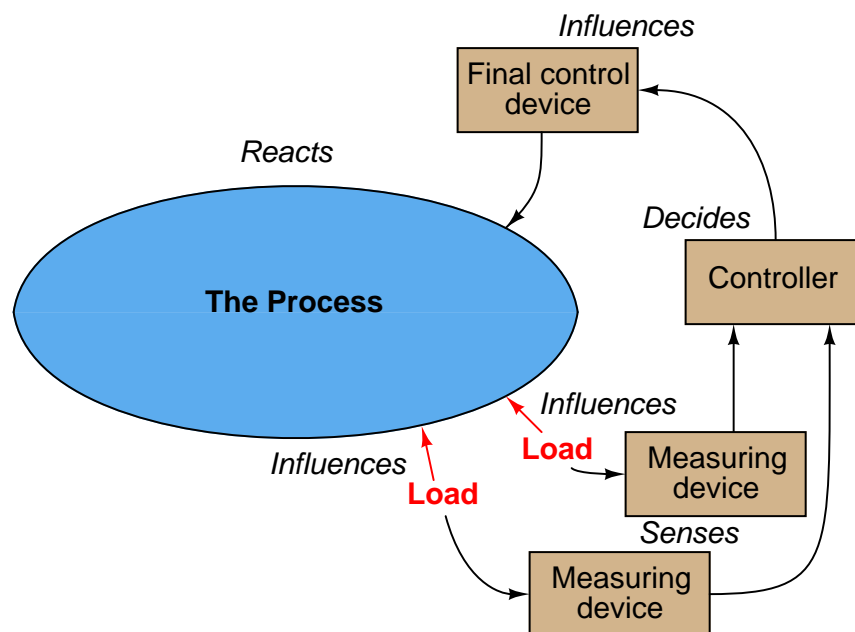 Influences
Final control
device
Reacts
Decides
Controller
The Process
Influences
Load
Measuring
device
Influences
Load
Senses
Measuring
device